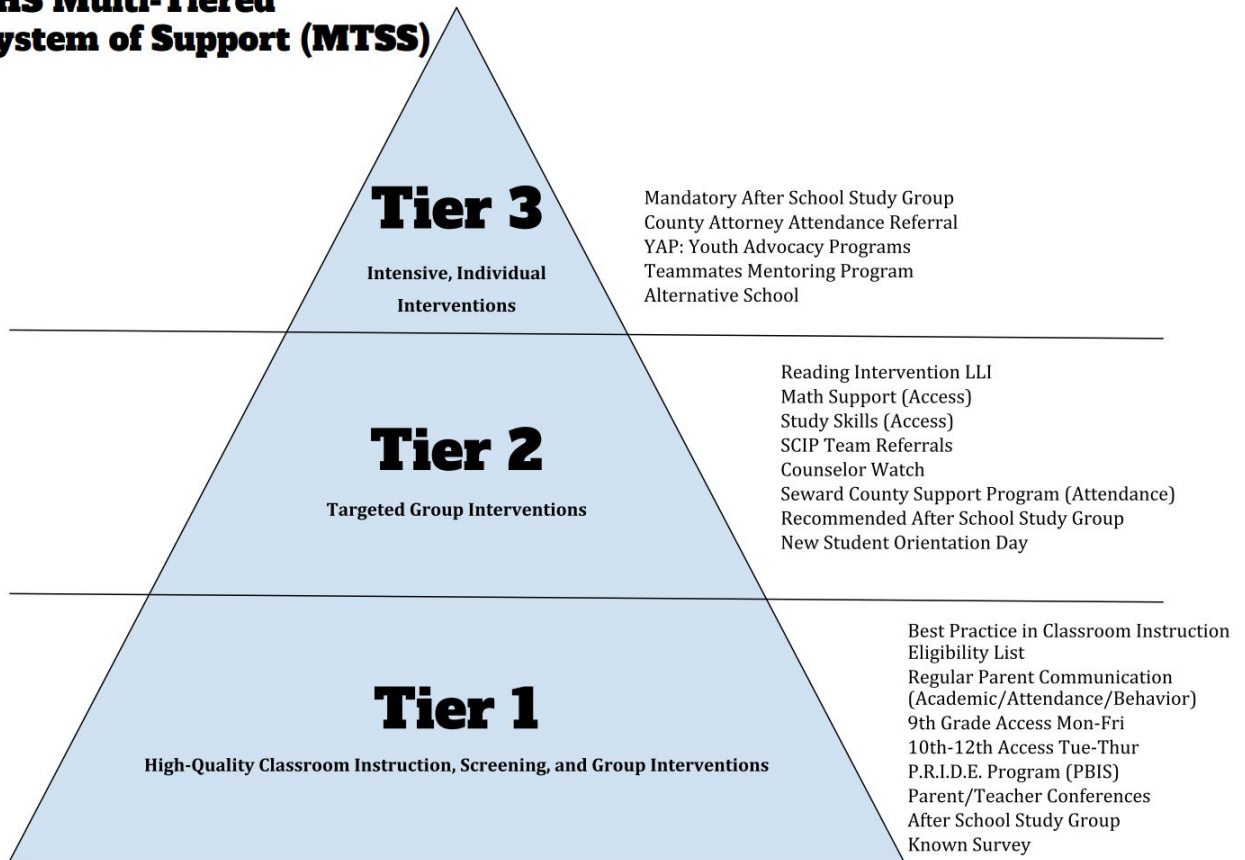 HS Multi-Tiered
ystem of Support (MTSS)
Tier 3
Intensive, Individual
Interventions
Mandatory After School Study Group
County Attorney Attendance Referral
YAP: Youth Advocacy Programs
Teammates Mentoring Program
Alternative School
Tier 2
Targeted Group Interventions
Reading Intervention LLI
Math Support (Access)
Study Skills (Access)
SCIP Team Referrals
Counselor Watch
Seward County Support Program (Attendance)
Recommended After School Study Group
New Student Orientation Day
Tier 1
High-Quality Classroom Instruction, Screening, and Group Interventions
Best Practice in Classroom Instruction
Eligibility List
Regular Parent Communication
(Academic/Attendance/Behavior)
9th Grade Access Mon-Fri
10th-12th Access Tue-Thur
P.R.I.D.E. Program (PBIS)
Parent/Teacher Conferences
After School Study Group
Known Survey